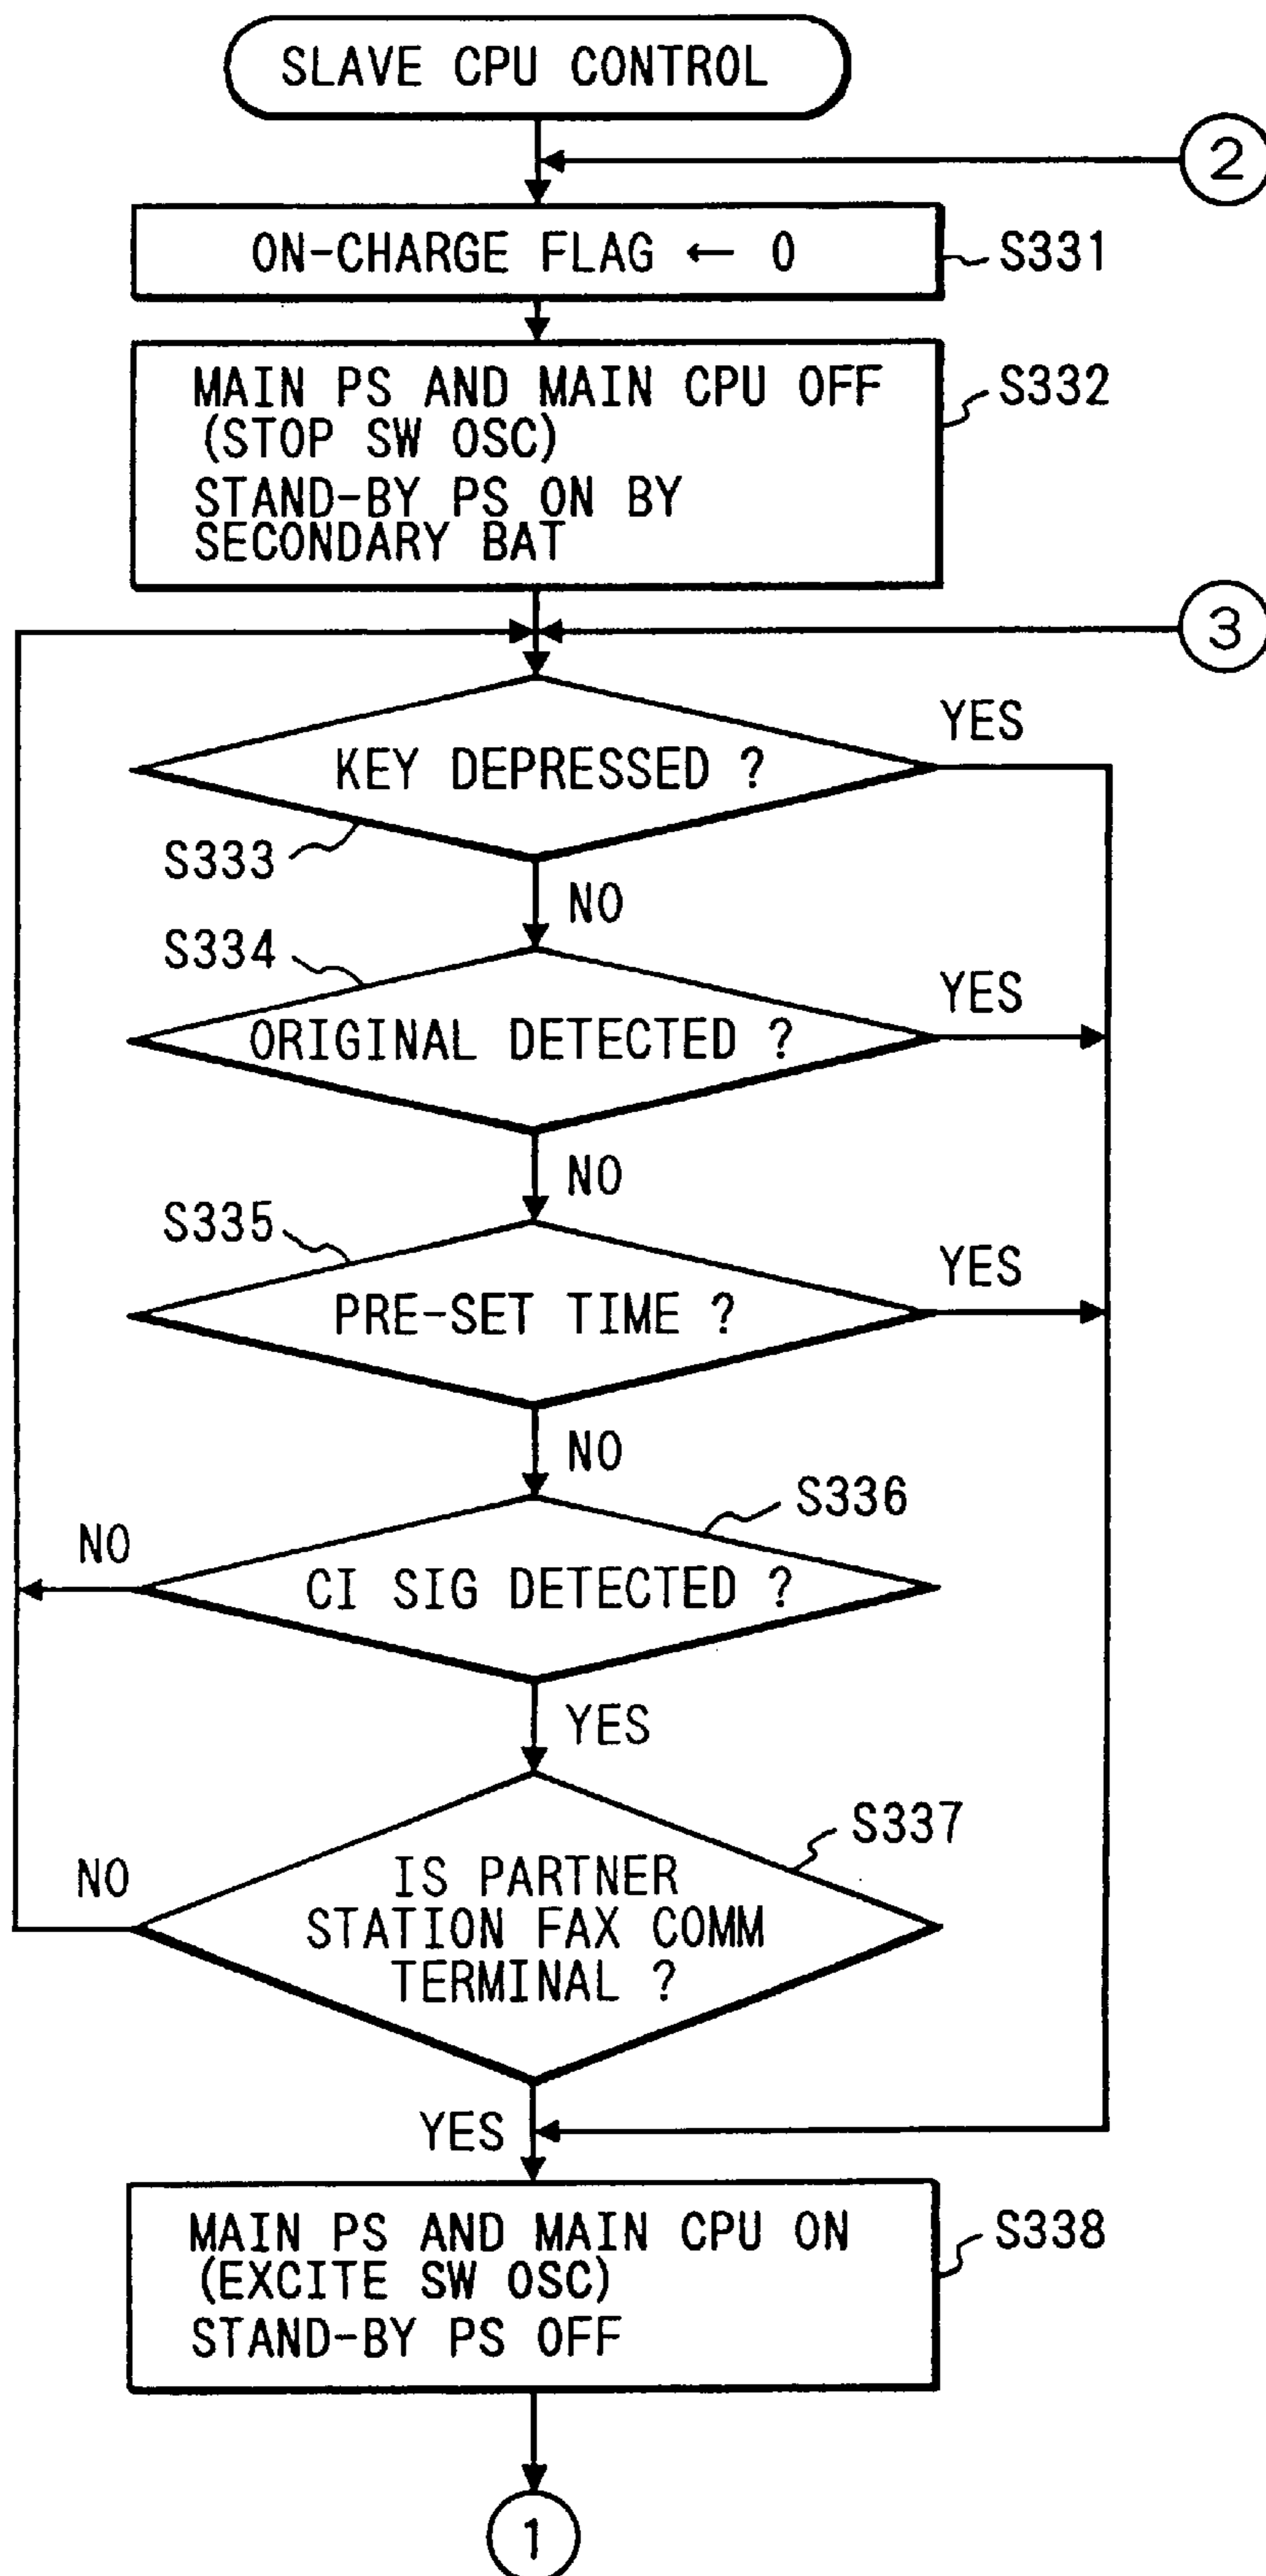 SLAVE CPU CONTROL
2
ON-CHARGE FLAG ← 0
S331
MAIN PS AND MAIN CPU OFF
(STOP SW OSC)
STAND-BY PS ON BY
SECONDARY BAT
S332
3
KEY DEPRESSED ?
YES
S333
NO
S334
ORIGINAL DETECTED ?
YES
NO
S335
PRE-SET TIME ?
YES
NO
S336
CI SIG DETECTED ?
NO
YES
S337
IS PARTNER
STATION FAX COMM
TERMINAL ?
NO
YES
MAIN PS AND MAIN CPU ON
(EXCITE SW OSC)
STAND-BY PS OFF
S338
1